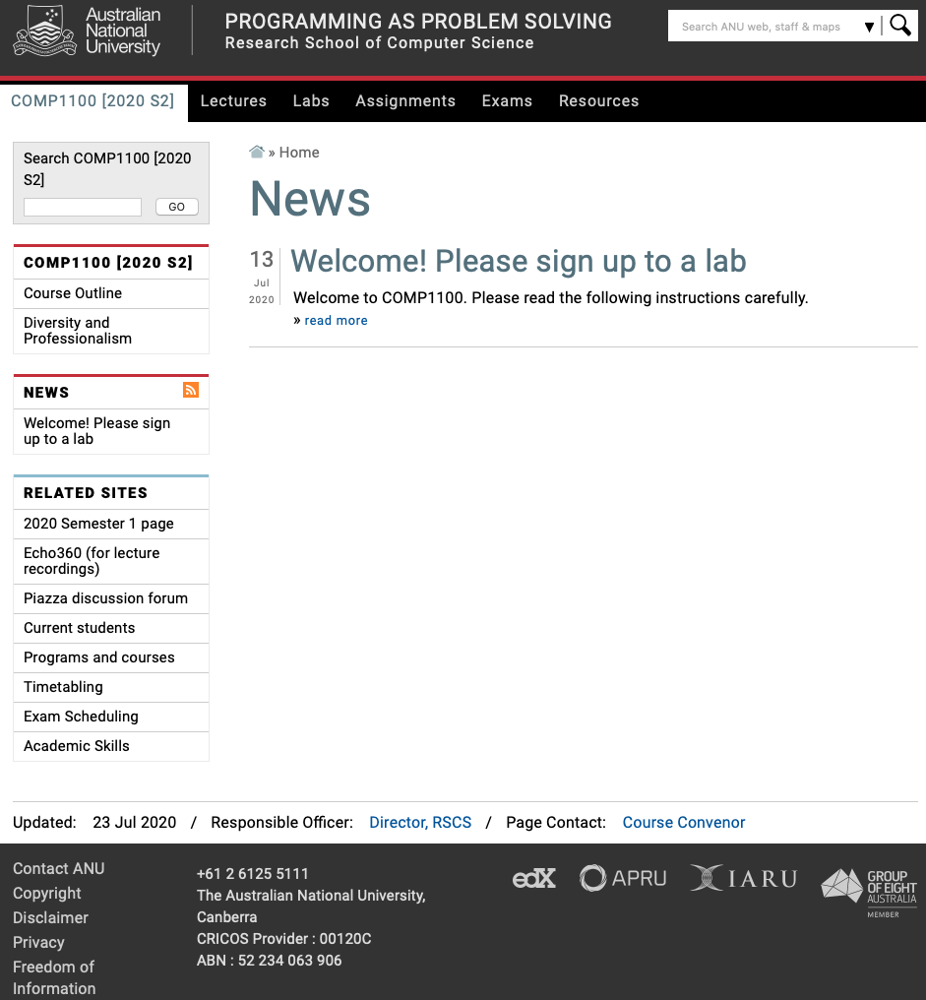 Australian
National
University
PROGRAMMING AS PROBLEM SOLVING
Research School of Computer Science
Search ANU web, staff & maps
COMP1100 [2020 S2]
Lectures
Labs
Assignments
Exams
Resources
Search COMP1100 [2020
S2]
GO
COMP1100 [2020 S2]
Course Outline
Diversity and
Professionalism
NEWS
Welcome! Please sign
up to a lab
RELATED SITES
2020 Semester 1 page
Echo360 (for lecture
recordings)
Piazza discussion forum
Current students
Programs and courses
Timetabling
Exam Scheduling
Academic Skills
» Home
News
13
Jul
2020
Welcome! Please sign up to a lab
Welcome to COMP1100. Please read the following instructions carefully.
» read more
Updated: 23 Jul 2020 / Responsible Officer: Director, RSCS / Page Contact: Course Convenor
Contact ANU
Copyright
Disclaimer
Privacy
Freedom of
Information
+61 2 6125 5111
The Australian National University,
Canberra
CRICOS Provider : 00120C
ABN : 52 234 063 906
edX
APRU
IARU
GROUP
OF EIGHT
AUSTRALIA
MEMBER